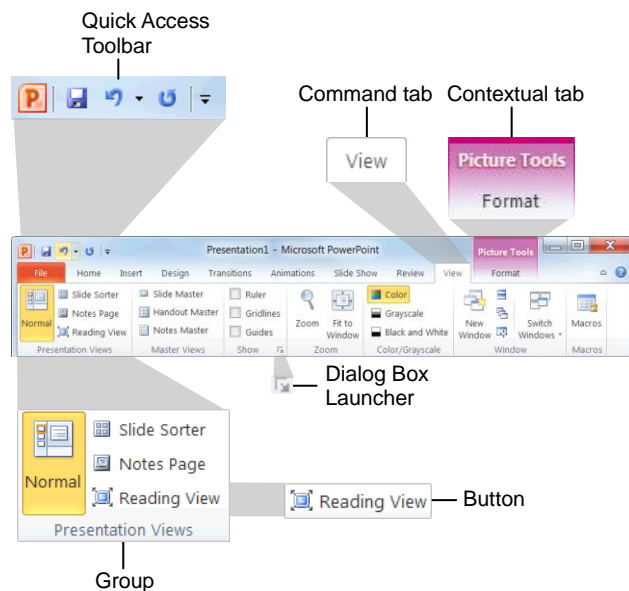 Quick Access
Toolbar
Command tab
Contextual tab
View
Picture Tools
Format
Presentation1 - Microsoft PowerPoint
Picture Tools
File Home Insert Design Transitions Animations Slide Show Review View Format
Slide Sorter Slide Master Ruler Color
Notes Page Handout Master Gridlines Grayscale
Normal Reading View Notes Master Guides Zoom Fit to Window Black and White New Window Switch Windows Macros
Presentation Views Master Views Show Zoom Color/Grayscale Window Macros
Dialog Box
Launcher
Slide Sorter
Notes Page
Normal
Reading View
Presentation Views
Reading View
Button
Group